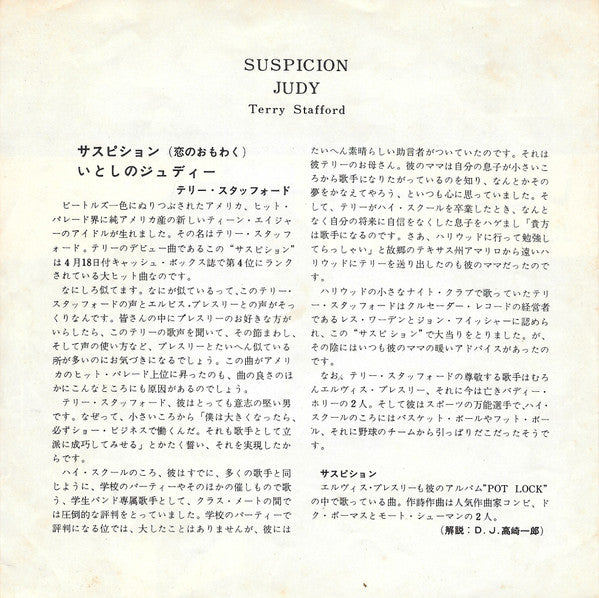 SUSPICION
JUDY
Terry Stafford
サスピション（恋のおもわく）
いとしのジュディー
テリー・スタッフォード
ビートルズ一色にぬりつぶされたアメリカ、ヒット・
パレード界に純アメリカ産の新しいティーン・エイジャ
ーのアイドルが生れました。その名はテリー・スタッフ
ォード。テリーのデビュー曲であるこの“サスピション”
は４月18日付キャッシュ・ボックス誌で第４位にランク
されている大ヒット曲なのです。
なにしろ似てます。なにが似ているって、このテリー・
スタッフォードの声とエルビス・プレスリーとの声がそっ
くりなんです。皆さんの中にプレスリーのお好きな方が
いらしたら、このテリーの歌声を聞いて、その節まわし、
そして声の使い方など、プレスリーとたいへん似ている
所が多いのにお気づきになるでしょう。この曲がアメリ
カのヒット・パレード上位に昇ったのも、曲の良さのほ
かにこんなところにも原因があるのでしょう。
テリー・スタッフォード、彼はとっても意志の堅い男
です。なぜって、小さいころから「僕は大きくなったら、
必ずショー・ビジネスで働くんだ。それも歌手として立
派に成巧してみせる」とかたく誓い、それを実現したか
らです。
ハイ・スクールのころ、彼はすでに、多くの歌手と同
じように、学校のパーティーやそのほかの催しもので歌
う、学生バンド専属歌手として、クラス・メートの間で
は圧倒的な評判をとっていました。学校のパーティーで
評判になる位では、大したことはありませんが、彼には
たいへん素晴らしい助言者がついていたのです。それは
彼テリーのお母さん。彼のママは自分の息子が小さいこ
ろから歌手になりたがっているのを知り、なんとかその
夢をかなえてやろう、といつも心に思っていました。そ
して、テリーがハイ・スクールを卒業したとき、なんと
なく自分の将来に自信をなくした息子をハゲまし「貴方
は歌手になるのです。さあ、ハリウッドに行って勉強し
てらっしゃい」と故郷のテキサス州アマリロから遠いハ
リウッドにテリーを送り出したのも彼のママだったので
す。
ハリウッドの小さなナイト・クラブで歌っていたテリ
ー・スタッフォードはクルセーダー・レコードの経営者
であるレス・ワーデンとジョン・フイッシャーに認めら
れ、この“サスピション”で大当りをとりました。が、
その陰にはいつも彼のママの暖いアドバイスがあったの
です。
なお、テリー・スタッフォードの尊敬する歌手はむろ
んエルヴィス・プレスリー、それに今は亡きバディー・
ホリーの２人。そして彼はスポーツの万能選手で、ハイ・
スクールのころにはバスケット・ボールやフット・ボー
ル、それに野球のチームから引っぱりだこだったそうで
す。
サスピション
エルヴィス・プレスリーも彼のアルバム“POT LOCK”
の中で歌っている曲。作詩作曲は人気作曲家コンビ、ド
ク・ポーマスとモート・シューマンの２人。
（解説：Ｄ.Ｊ.高崎一郎）